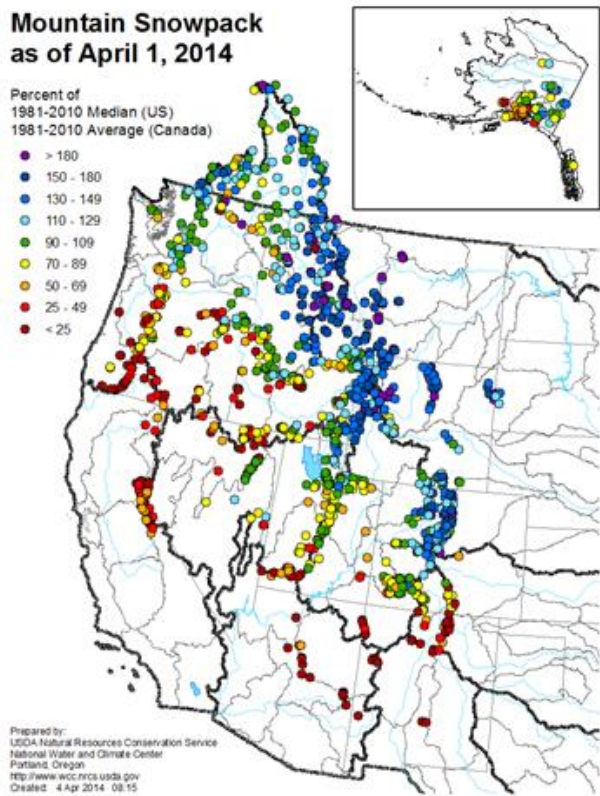 Mountain Snowpack
as of April 1, 2014
Percent of
1981-2010 Median (US)
1981-2010 Average (Canada)
> 180
150 - 180
130 - 149
110 - 129
90 - 109
70 - 89
50 - 69
25 - 49
< 25
Prepared by:
USDA Natural Resources Conservation Service
National Water and Climate Center
Portland, Oregon
http://www.wcc.nrcs.usda.gov
Created: 4 Apr 2014 08:15